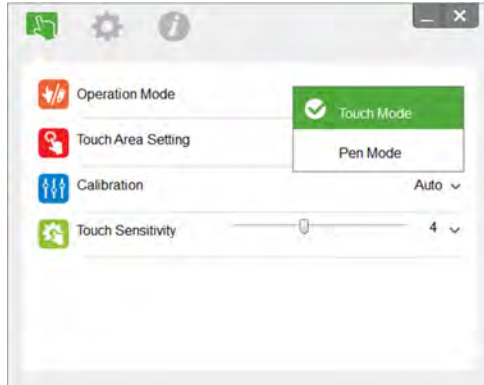 Operation Mode
Touch Mode
Touch Area Setting
Pen Mode
Calibration
Auto
Touch Sensitivity
4